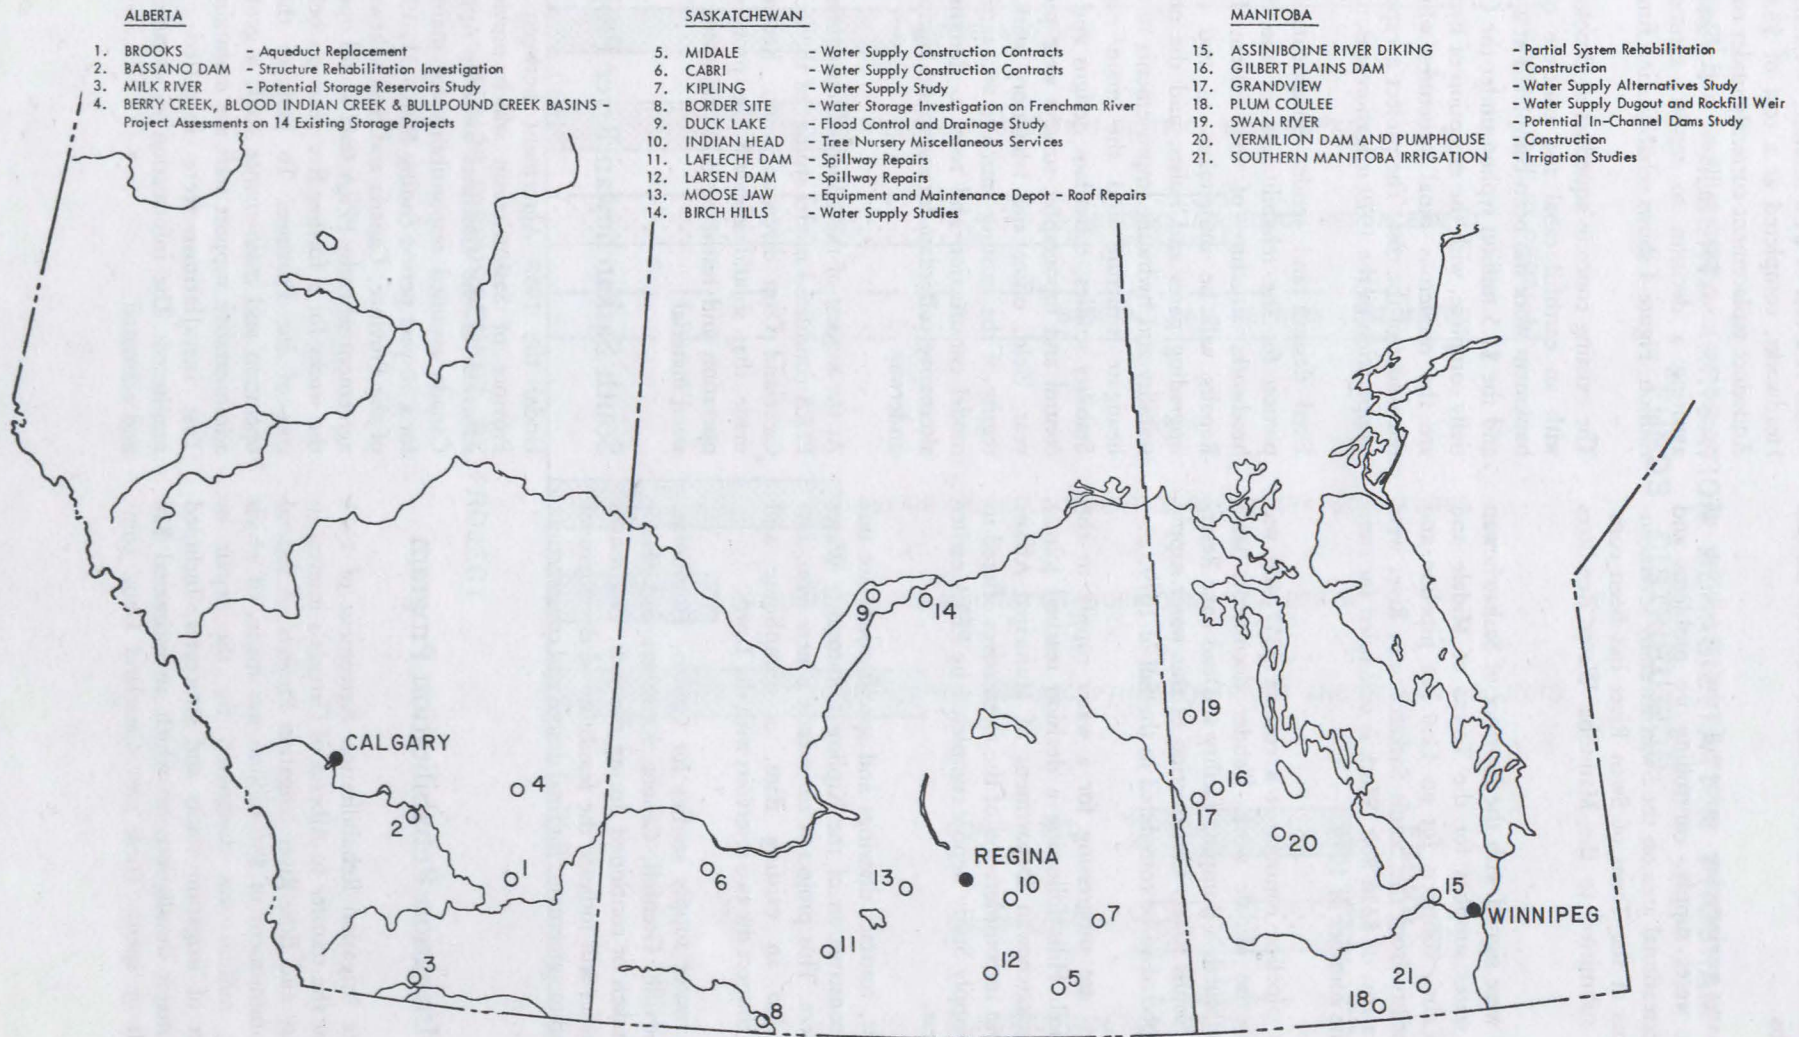 ALBERTA
1. BROOKS - Aqueduct Replacement
2. BASSANO DAM - Structure Rehabilitation Investigation
3. MILK RIVER - Potential Storage Reservoirs Study
4. BERRY CREEK, BLOOD INDIAN CREEK & BULLPOUND CREEK BASINS -
Project Assessments on 14 Existing Storage Projects
SASKATCHEWAN
5. MIDALE - Water Supply Construction Contracts
6. CABRI - Water Supply Construction Contracts
7. KIPLING - Water Supply Study
8. BORDER SITE - Water Storage Investigation on Frenchman River
9. DUCK LAKE - Flood Control and Drainage Study
10. INDIAN HEAD - Tree Nursery Miscellaneous Services
11. LAFLECHE DAM - Spillway Repairs
12. LARSEN DAM - Spillway Repairs
13. MOOSE JAW - Equipment and Maintenance Depot - Roof Repairs
14. BIRCH HILLS - Water Supply Studies
MANITOBA
15. ASSINIBOINE RIVER DIKING - Partial System Rehabilitation
16. GILBERT PLAINS DAM - Construction
17. GRANDVIEW - Water Supply Alternatives Study
18. PLUM COULEE - Water Supply Dugout and Rockfill Weir
19. SWAN RIVER - Potential In-Channel Dams Study
20. VERMILION DAM AND PUMPHOUSE - Construction
21. SOUTHERN MANITOBA IRRIGATION - Irrigation Studies
9
14
19
CALGARY
4
16
17
2
20
REGINA
1
6
13
10
15
7
WINNIPEG
11
12
3
5
21
8
18